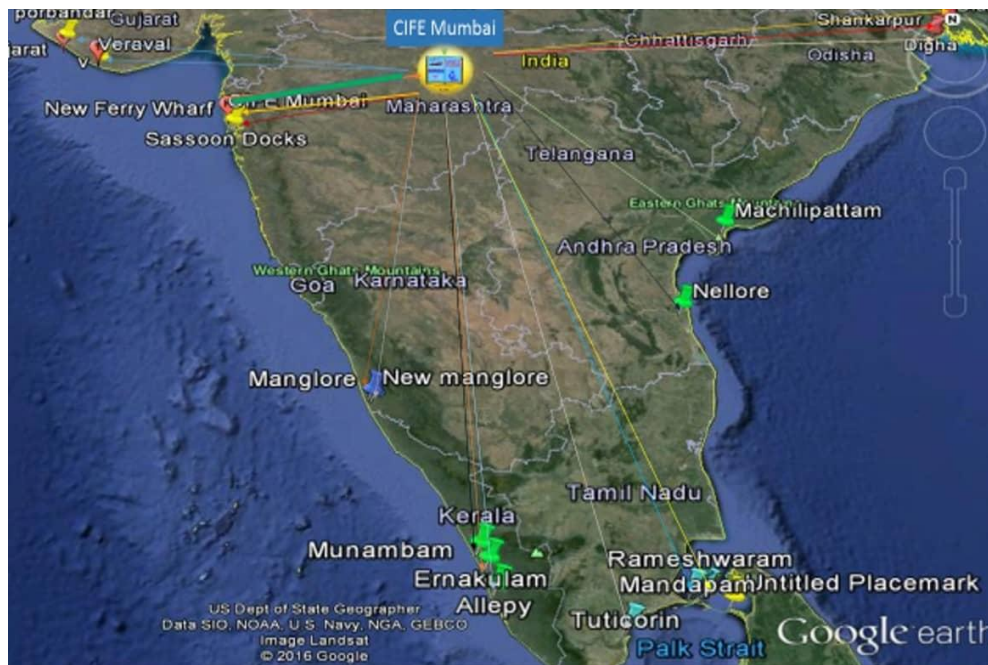 CIFE Mumbai
porbandar
Gujarat
Shankarpur
N
jarat
Veraval
V
Chhattisgarh
Digha
India
Odisha
New Ferry Wharf
CIFE Mumbai
Maharashtra
Sassoon Docks
Telangana
Eastern Ghats Mountains
Machilipattam
Andhra Pradesh
Western Ghats Mountains
Goa
Karnataka
Nellore
Manglore
New manglore
Tamil Nadu
Kerala
Munambam
Rameshwaram
Ernakulam
Mandapam
Untitled Placemark
Allepy
US Dept of State Geographer
Tuticorin
Data SIO, NOAA, U.S. Navy, NGA, GEBCO
Image Landsat
© 2016 Google
Palk Strait
Google earth